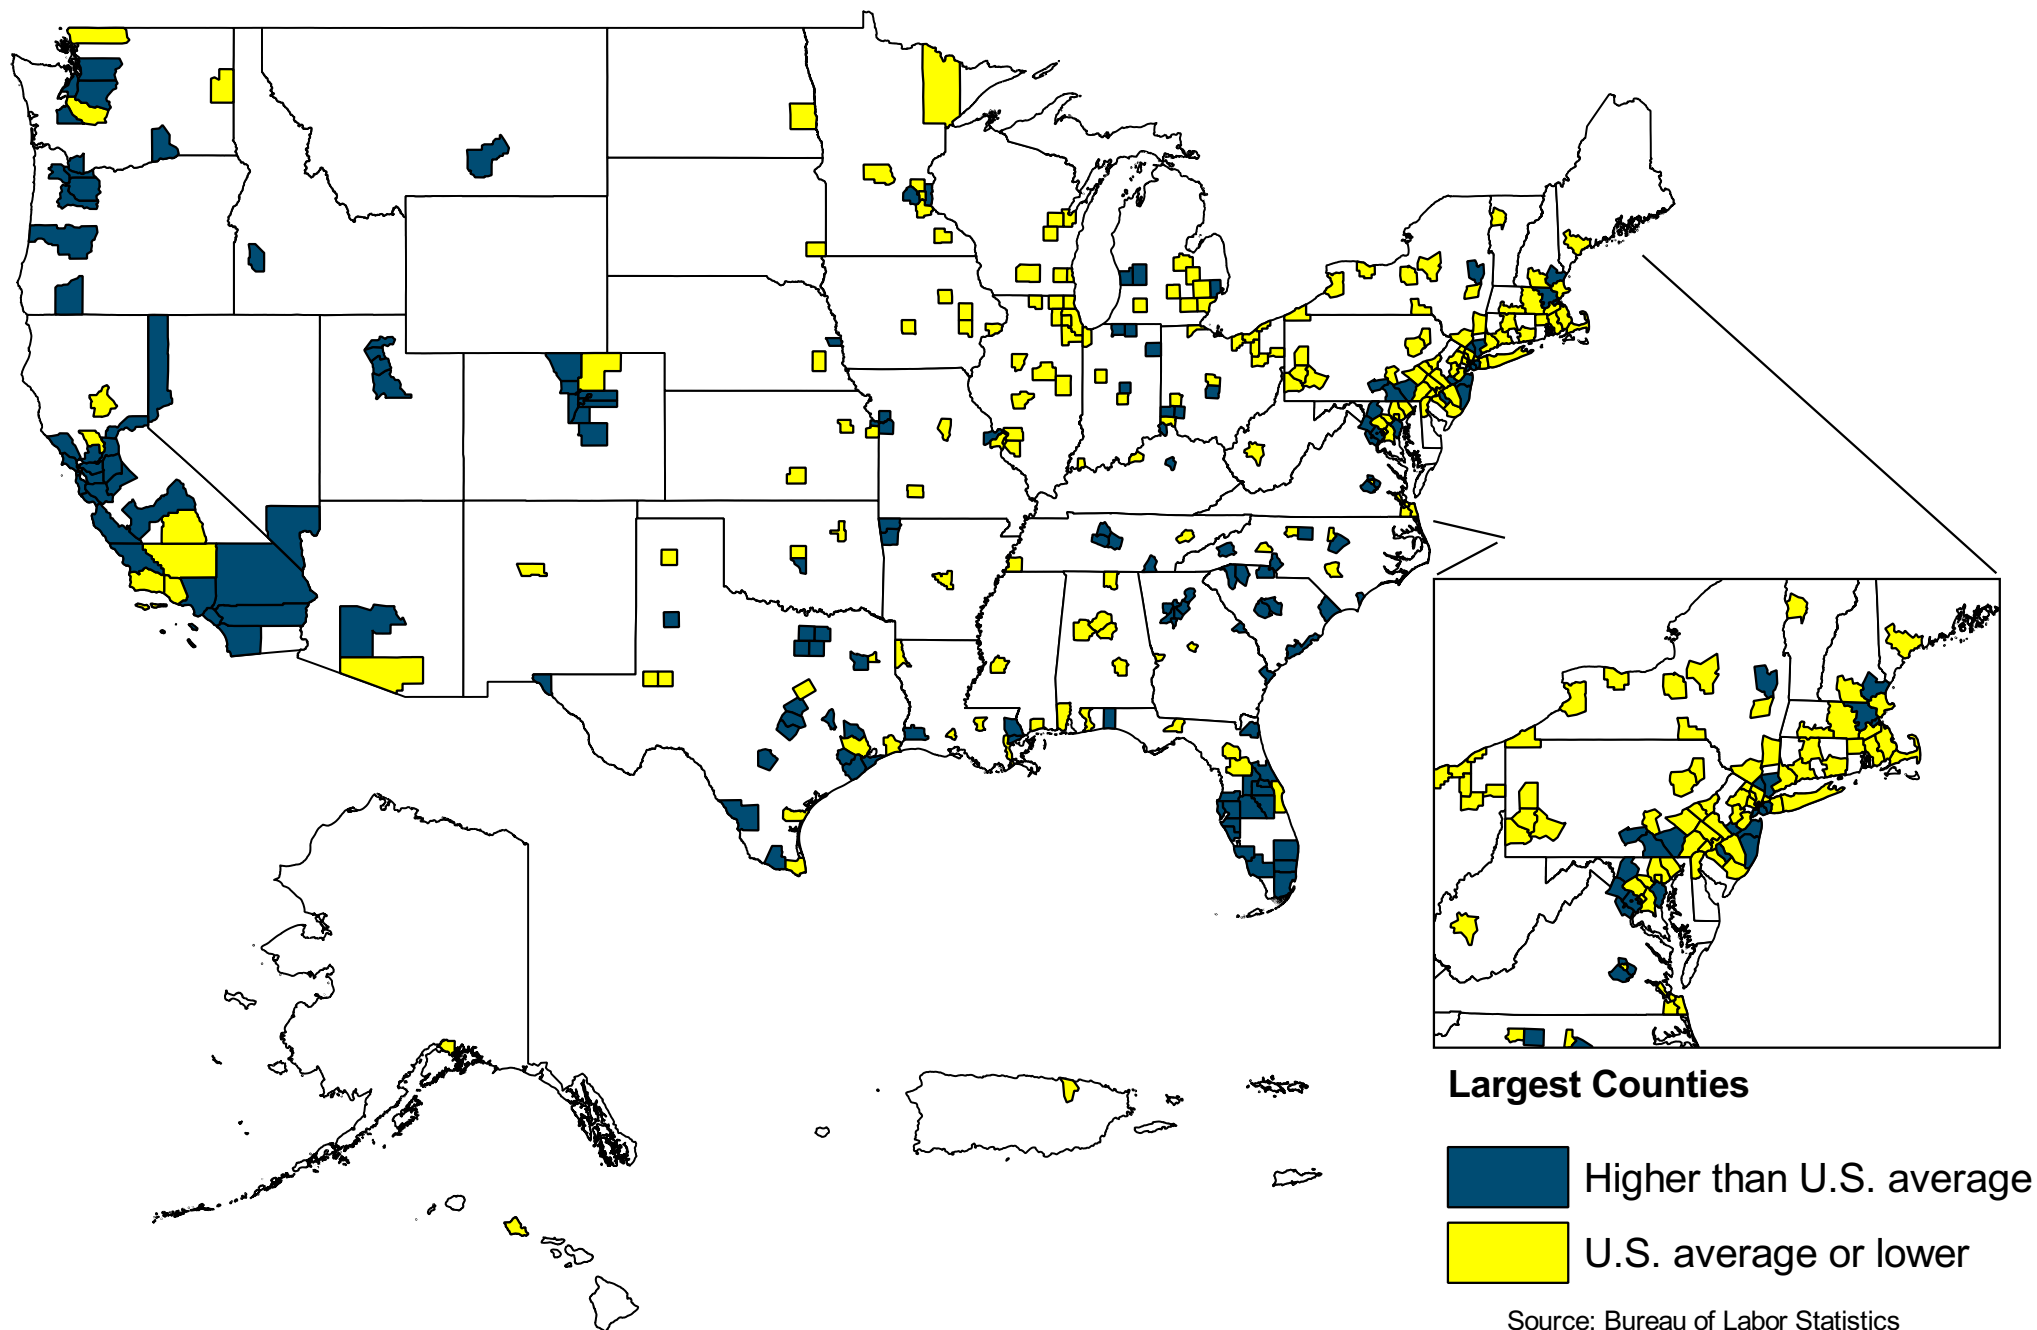 Largest Counties
Higher than U.S. average
U.S. average or lower
Source: Bureau of Labor Statistics